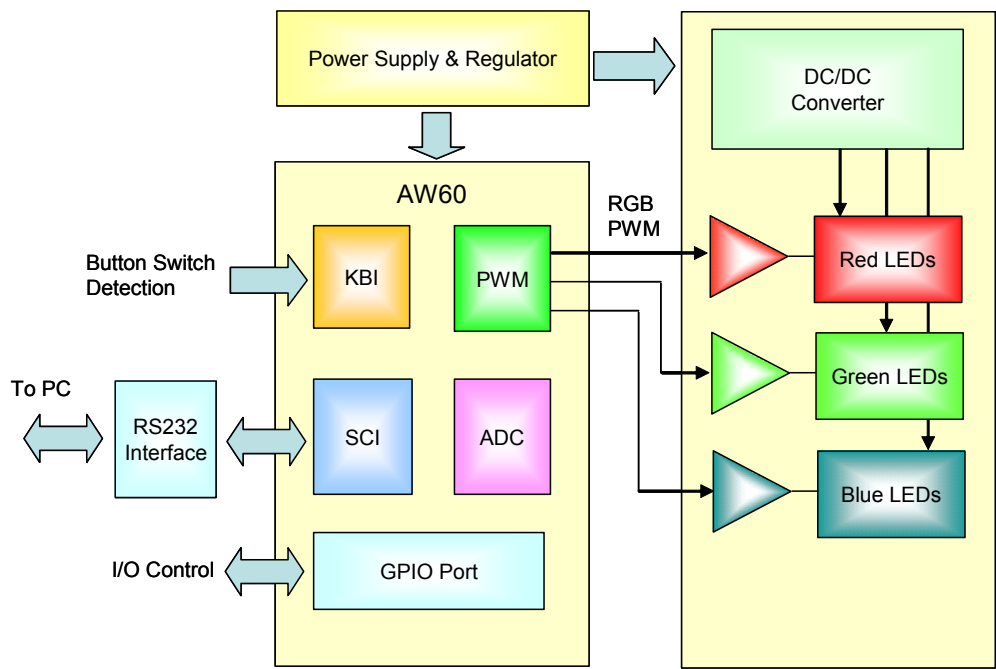 Power Supply & Regulator
DC/DC
Converter
AW60
RGB
PWM
Button Switch
Detection
KBI
PWM
Red LEDs
Green LEDs
To PC
RS232
Interface
SCI
ADC
Blue LEDs
I/O Control
GPIO Port